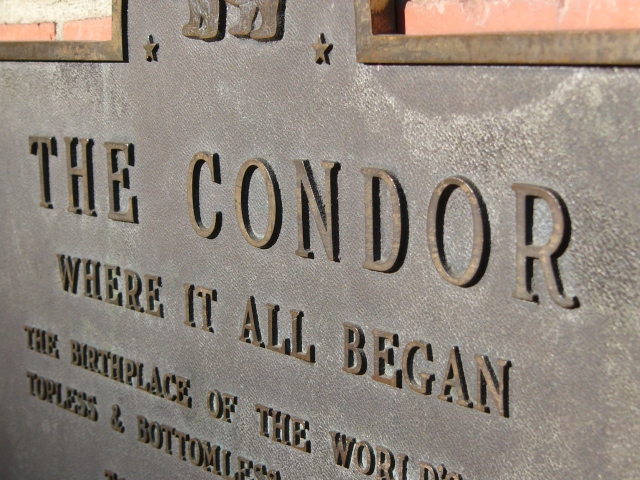 THE CONDOR
WHERE IT ALL BEGAN
THE BIRTHPLACE OF THE WORLD'S
TOPLESS & BOTTOMLESS